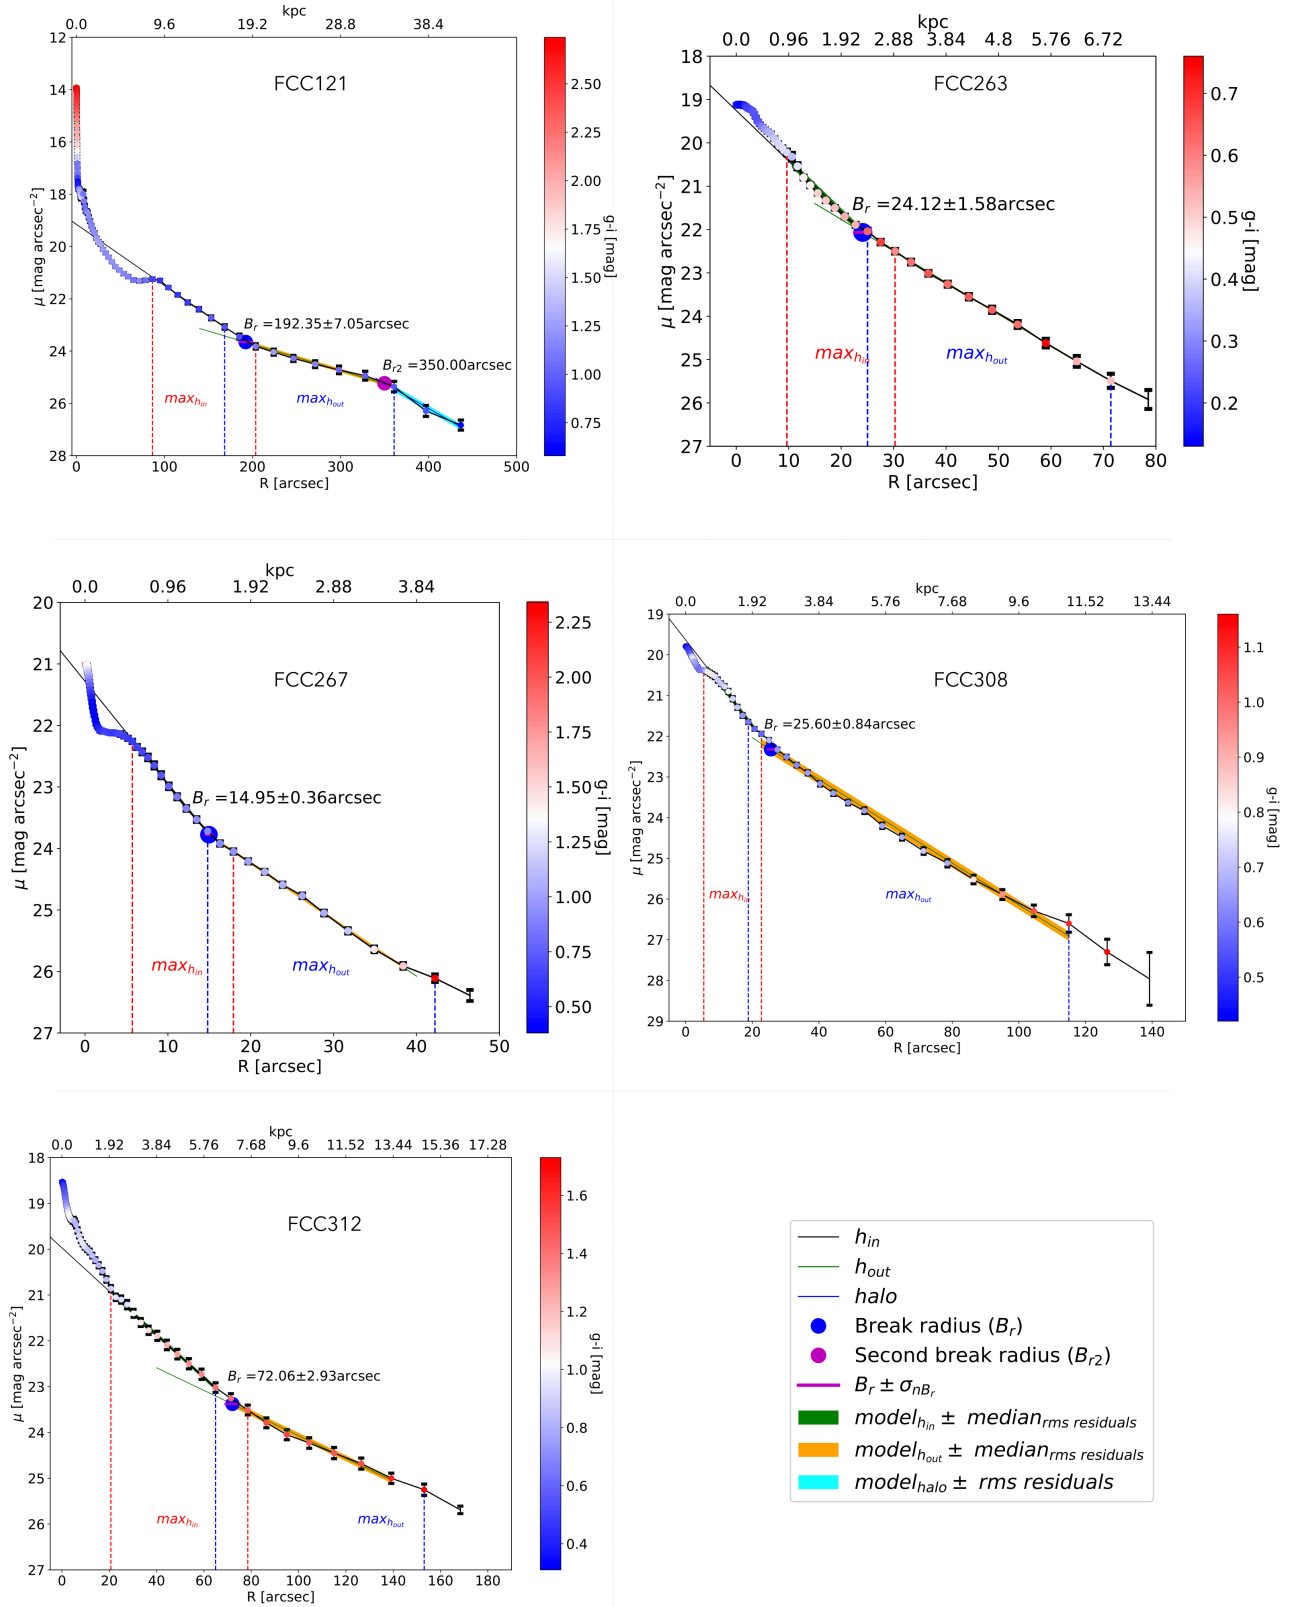 kpc
0.0 9.6 19.2 28.8 38.4
FCC121
12
14
16
18
20
22
24
26
28
μ [mag arcsec−2]
Br =192.35±7.05arcsec
Br2 =350.00arcsec
maxhin
maxhout
0 100 200 300 400 500
R [arcsec]
2.50
2.25
2.00
1.75
1.50
1.25
1.00
0.75
g-i [mag]
kpc
0.0 0.96 1.92 2.88 3.84 4.8 5.76 6.72
FCC263
18
19
20
21
22
23
24
25
26
27
μ [mag arcsec−2]
Br =24.12±1.58arcsec
maxhin
maxhout
0 10 20 30 40 50 60 70 80
R [arcsec]
0.7
0.6
0.5
0.4
0.3
0.2
g-i [mag]
kpc
0.0 0.96 1.92 2.88 3.84
FCC267
20
21
22
23
24
25
26
27
μ [mag arcsec−2]
Br =14.95±0.36arcsec
maxhin
maxhout
0 10 20 30 40 50
R [arcsec]
2.25
2.00
1.75
1.50
1.25
1.00
0.75
0.50
g-i [mag]
kpc
0.0 1.92 3.84 5.76 7.68 9.6 11.52 13.44
FCC308
19
20
21
22
23
24
25
26
27
28
29
μ [mag arcsec−2]
Br =25.60±0.84arcsec
maxhin
maxhout
0 20 40 60 80 100 120 140
R [arcsec]
1.1
1.0
0.9
0.8
0.7
0.6
0.5
g-i [mag]
kpc
0.0 1.92 3.84 5.76 7.68 9.6 11.52 13.44 15.36 17.28
FCC312
18
19
20
21
22
23
24
25
26
27
μ [mag arcsec−2]
Br =72.06±2.93arcsec
maxhin
maxhout
0 20 40 60 80 100 120 140 160 180
R [arcsec]
1.6
1.4
1.2
1.0
0.8
0.6
0.4
g-i [mag]
hin
hout
halo
Break radius (Br)
Second break radius (Br2)
Br ± σnBr
modelhin ± medianrms residuals
modelhout ± medianrms residuals
modelhalo ± rms residuals